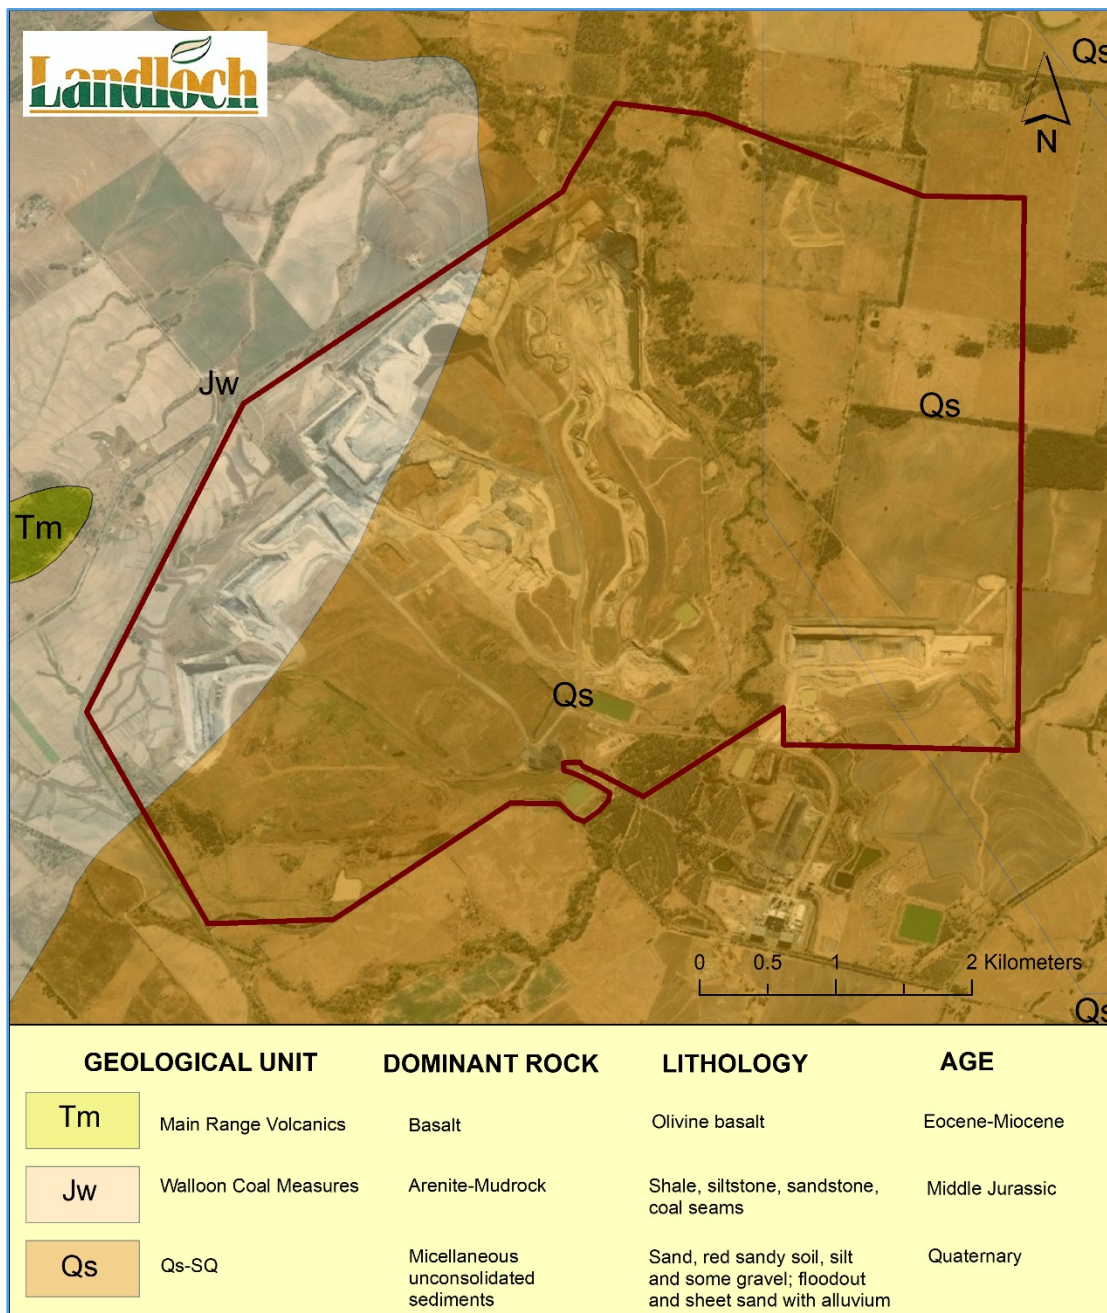 Landloch
Qs
N
Jw
Qs
Tm
Qs
0 0.5 1 2 Kilometers
Qs
GEOLOGICAL UNIT DOMINANT ROCK LITHOLOGY AGE
Tm Main Range Volcanics Basalt Olivine basalt Eocene-Miocene
Jw Walloon Coal Measures Arenite-Mudrock Shale, siltstone, sandstone, Middle Jurassic
coal seams
Qs Qs-SQ Micellaneous Sand, red sandy soil, silt Quaternary
unconsolidated and some gravel; floodout
sediments and sheet sand with alluvium